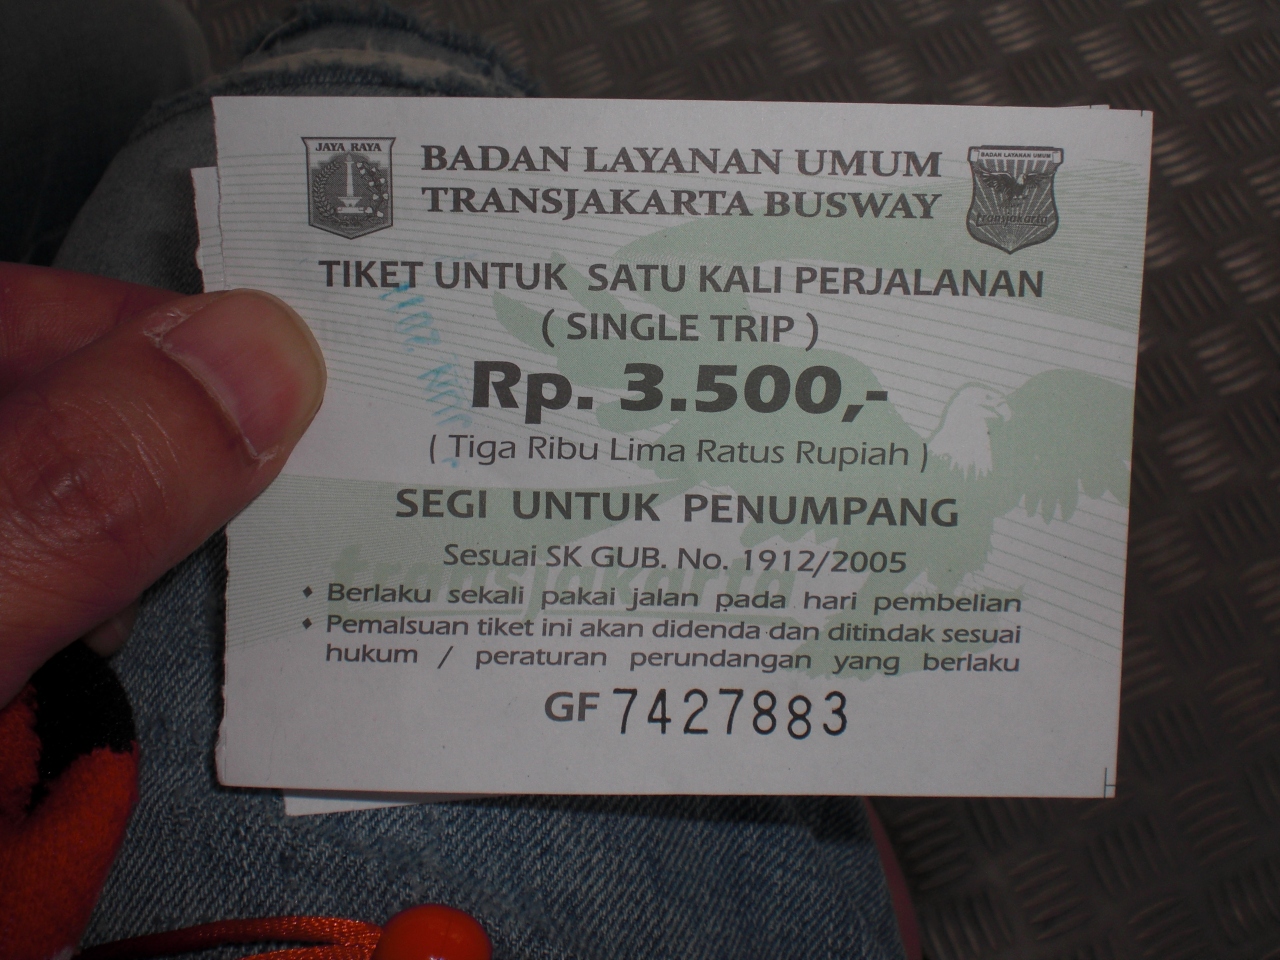 JAYA RAYA
BADAN LAYANAN UMUM
TRANSJAKARTA BUSWAY
BADAN LAYANAN UMUM
transjakarta
TIKET UNTUK SATU KALI PERJALANAN
( SINGLE TRIP )
Rp. 3.500,-
( Tiga Ribu Lima Ratus Rupiah )
SEGI UNTUK PENUMPANG
Sesuai SK GUB. No. 1912/2005
transjakarta
♦ Berlaku sekali pakai jalan pada hari pembelian
♦ Pemalsuan tiket ini akan didenda dan ditindak sesuai
hukum / peraturan perundangan yang berlaku
GF 7427883